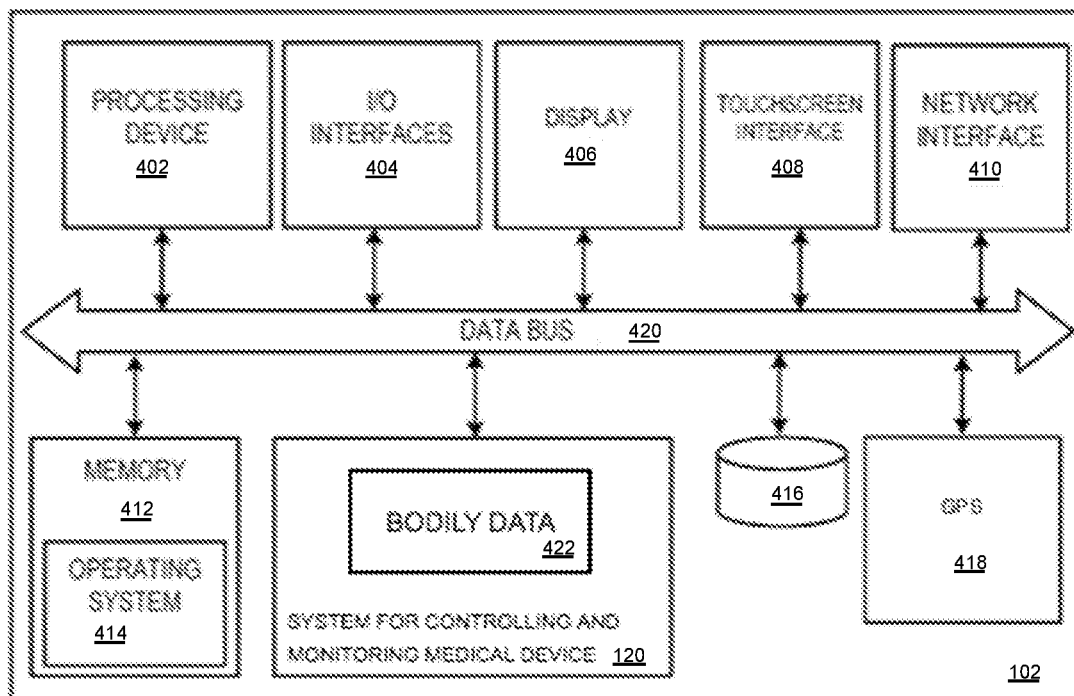 PROCESSING
DEVICE
402
I/O
INTERFACES
404
DISPLAY
406
TOUCHSCREEN
INTERFACE
408
NETWORK
INTERFACE
410
DATA BUS 420
MEMORY
412
OPERATING
SYSTEM
414
BODILY DATA
422
SYSTEM FOR CONTROLLING AND
MONITORING MEDICAL DEVICE 120
416
GPS
418
102